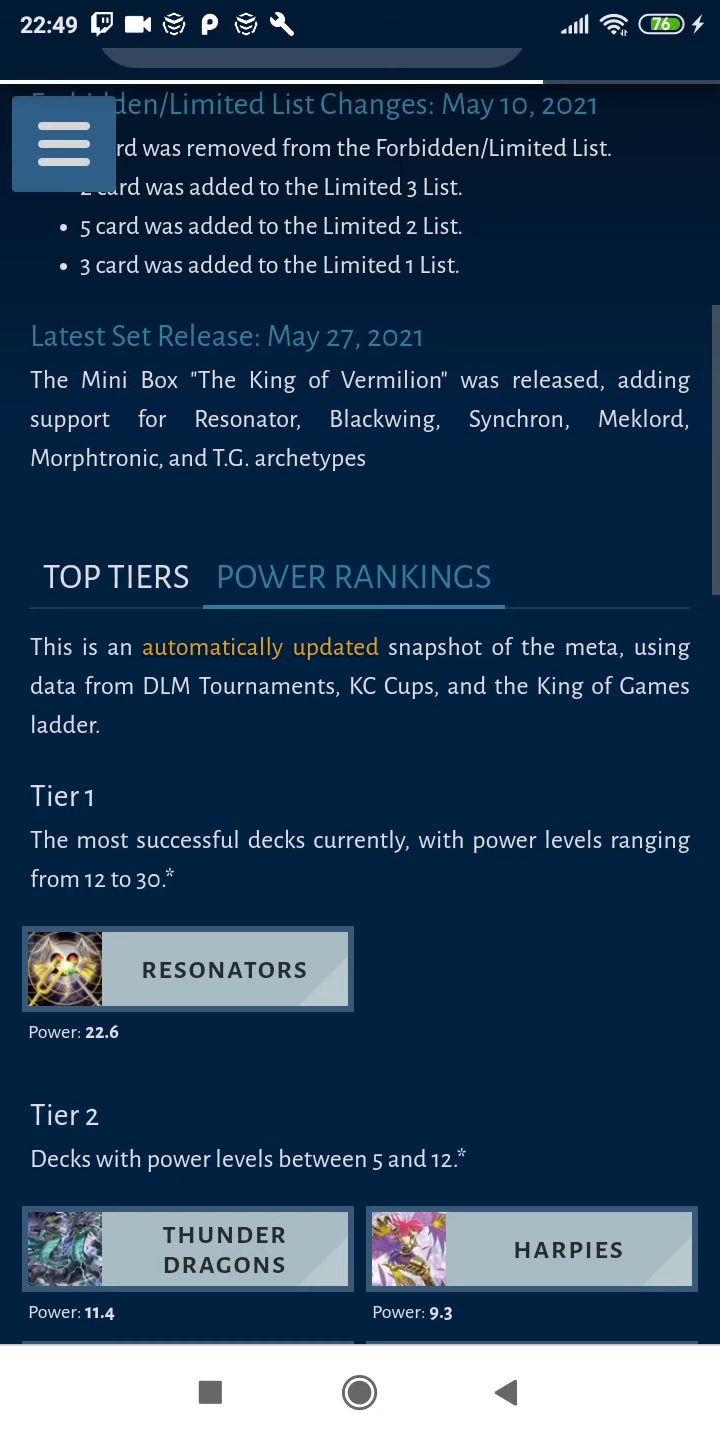 22:49
76
Forbidden/Limited List Changes: May 10, 2021
card was removed from the Forbidden/Limited List.
2 card was added to the Limited 3 List.
• 5 card was added to the Limited 2 List.
• 3 card was added to the Limited 1 List.
Latest Set Release: May 27, 2021
The Mini Box "The King of Vermilion" was released, adding
support for Resonator, Blackwing, Synchron, Meklord,
Morphtronic, and T.G. archetypes
TOP TIERS POWER RANKINGS
This is an automatically updated snapshot of the meta, using
data from DLM Tournaments, KC Cups, and the King of Games
ladder.
Tier 1
The most successful decks currently, with power levels ranging
from 12 to 30.*
RESONATORS
Power: 22.6
Tier 2
Decks with power levels between 5 and 12.*
THUNDER
DRAGONS
Power: 11.4
HARPIES
Power: 9.3